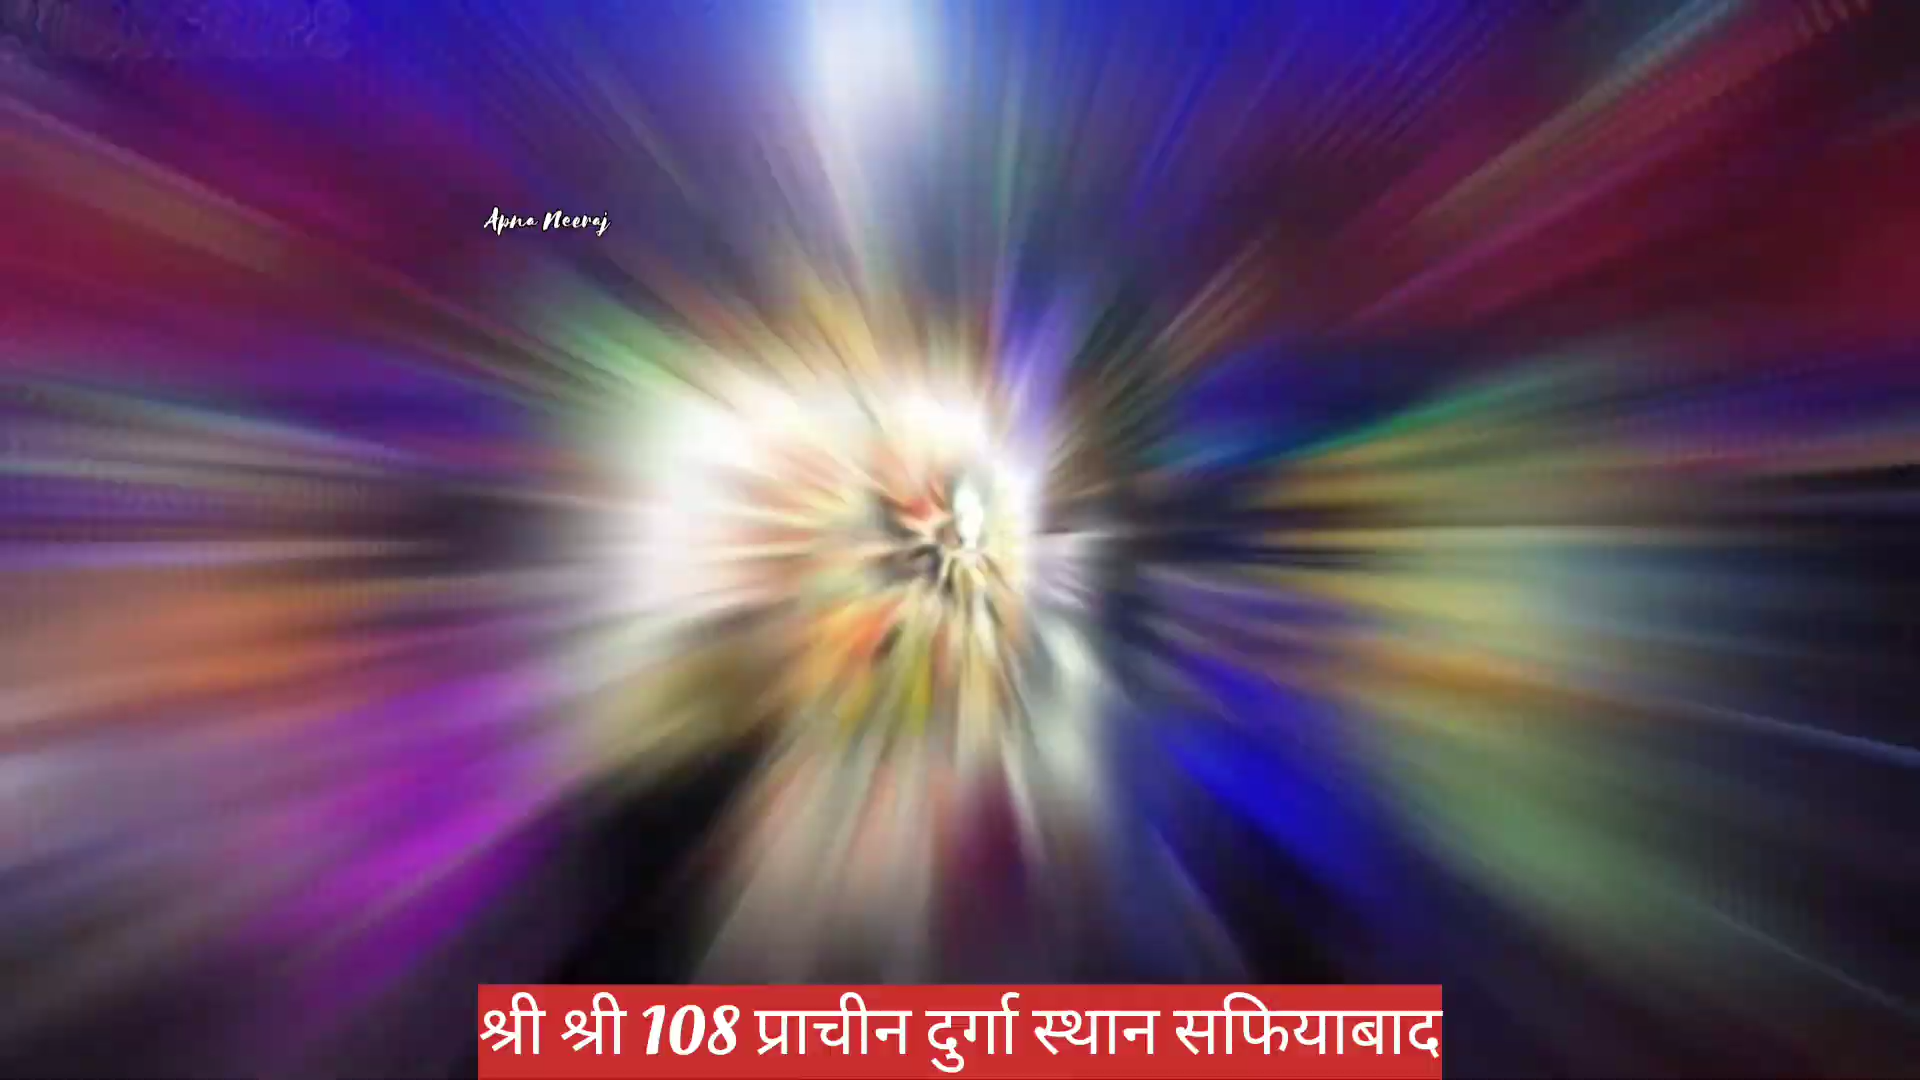 Apna Neeraj
श्री श्री 108 प्राचीन दुर्गा स्थान सफियाबाद